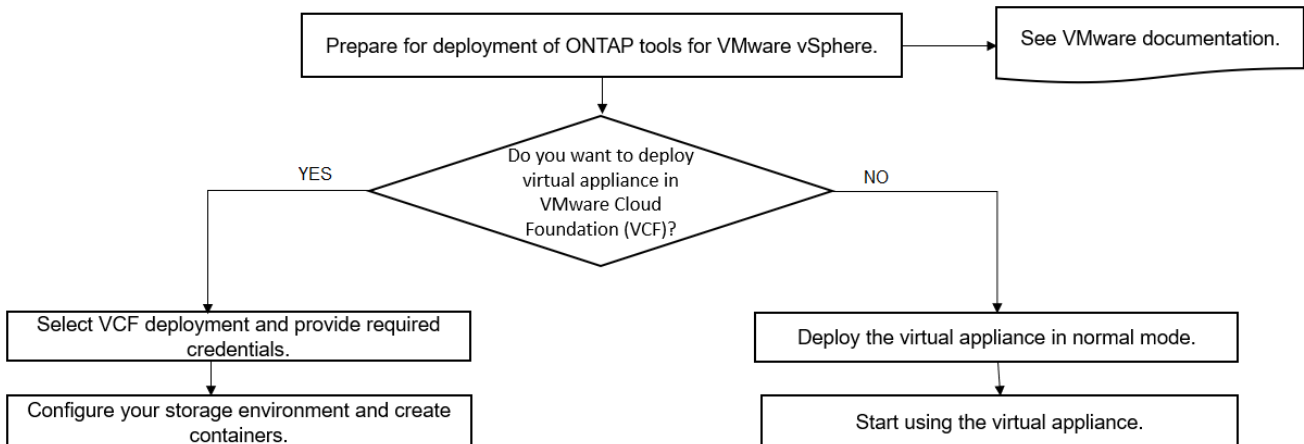 Prepare for deployment of ONTAP tools for VMware vSphere.
See VMware documentation.
Do you want to deploy
virtual appliance in
VMware Cloud
Foundation (VCF)?
YES
NO
Select VCF deployment and provide required
credentials.
Deploy the virtual appliance in normal mode.
Configure your storage environment and create
containers.
Start using the virtual appliance.